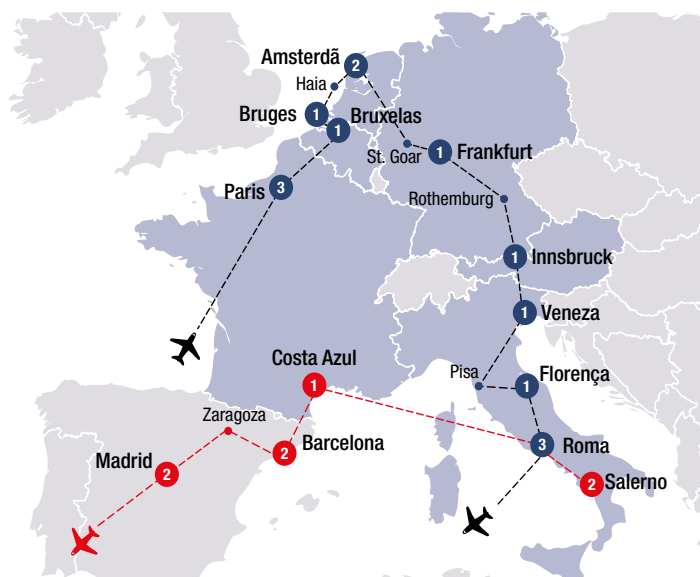 Amsterdã
2
Haia
Bruges
1
Bruxelas
1
St. Goar
1
Frankfurt
Paris
3
Rothemburg
1
Innsbruck
1
Veneza
Costa Azul
1
Pisa
Florença
1
Zaragoza
Barcelona
2
3
Roma
Madrid
2
2
Salerno